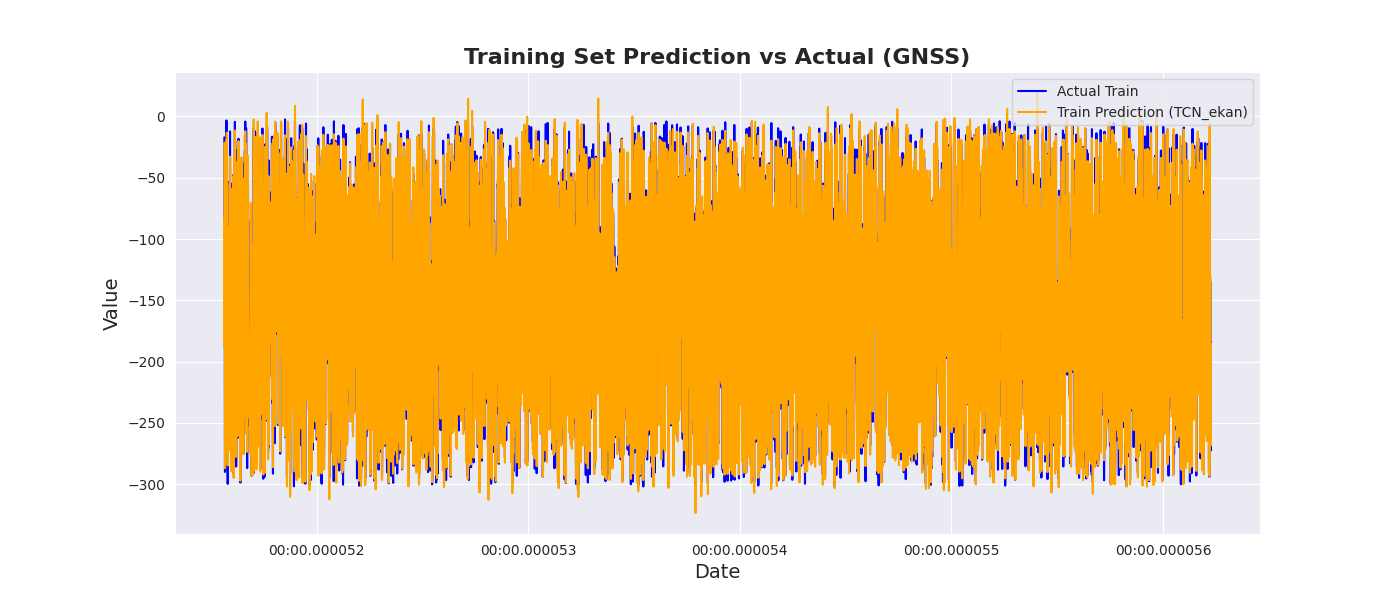 Training Set Prediction vs Actual (GNSS)
Actual Train
Train Prediction (TCN_ekan)
Value
0
−50
−100
−150
−200
−250
−300
00:00.000052
00:00.000053
00:00.000054
00:00.000055
00:00.000056
Date